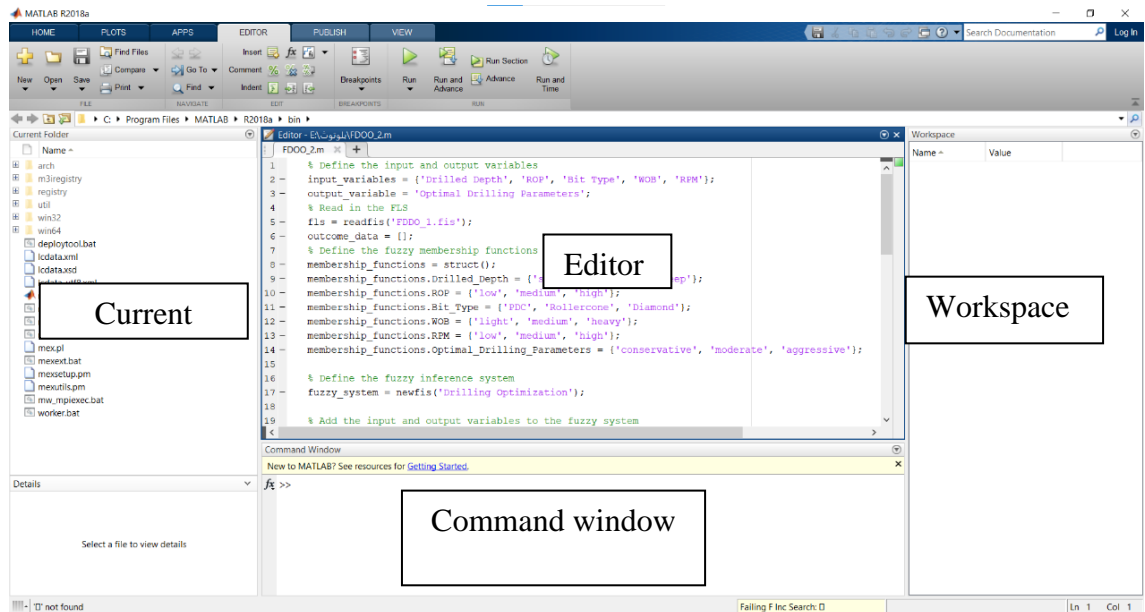 MATLAB R2018a
HOME PLOTS APPS EDITOR PUBLISH VIEW
Search Documentation Log In
New Open Save Find Files Compare Print
Go To Find
Insert fx Comment % Indent
Breakpoints
Run Run and Advance Run Section Advance Run and Time
FILE NAVIGATE EDIT BREAKPOINTS RUN
C: ▸ Program Files ▸ MATLAB ▸ R2018a ▸ bin ▸
Current Folder
Name
arch
m3iregistry
registry
util
win32
win64
deploytool.bat
lcdata.xml
lcdata.xsd
mex.pl
mexext.bat
mexsetup.pm
mexutils.pm
mw_mpiexec.bat
worker.bat
Current
Details
Select a file to view details
Editor - E:\بلونوت\FDOO_2.m
FDOO_2.m × +
1 % Define the input and output variables
2 - input_variables = {'Drilled Depth', 'ROP', 'Bit Type', 'WOB', 'RPM'};
3 - output_variable = 'Optimal Drilling Parameters';
4 % Read in the FLS
5 - fls = readfis('FDDO_1.fis');
6 - outcome_data = [];
7 % Define the fuzzy membership functions
8 - membership_functions = struct();
9 - membership_functions.Drilled_Depth = {'s ep'};
10 - membership_functions.ROP = {'low', 'medium', 'high'};
11 - membership_functions.Bit_Type = {'PDC', 'Rollercone', 'Diamond'};
12 - membership_functions.WOB = {'light', 'medium', 'heavy'};
13 - membership_functions.RPM = {'low', 'medium', 'high'};
14 - membership_functions.Optimal_Drilling_Parameters = {'conservative', 'moderate', 'aggressive'};
15
16 % Define the fuzzy inference system
17 - fuzzy_system = newfis('Drilling Optimization');
18
19 % Add the input and output variables to the fuzzy system
Editor
Command Window
New to MATLAB? See resources for Getting Started.
fx >>
Command window
Workspace
Name Value
Workspace
'[]' not found
Failing F Inc Search: []
Ln 1 Col 1